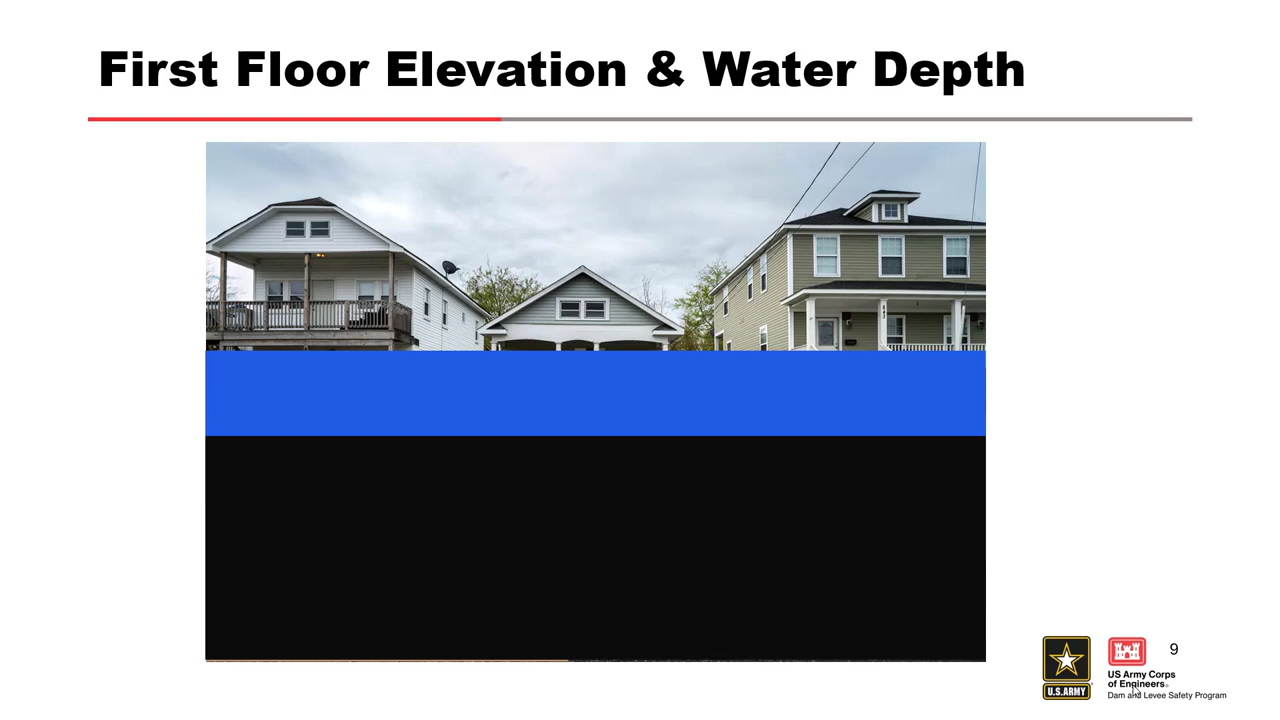 First Floor Elevation & Water Depth
U.S.ARMY
US Army Corps
of Engineers®
Dam and Levee Safety Program
9